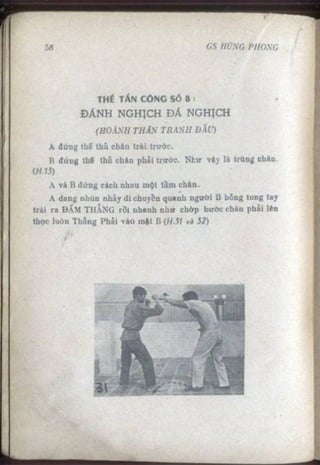 58
GS HÙNG PHONG
THẾ TẤN CÔNG SỐ 8 :
ĐÁNH NGHỊCH ĐÁ NGHỊCH
(HOÀNH THÂN TRANH ĐẤU)
A đứng thế thủ chân trái trước.
B đứng thế thủ chân phải trước. Như vậy là trùng chân.
(H.13)
A và B đứng cách nhau một tầm chân.
A đang nhún nhảy di chuyển quanh người B bỗng tung tay
trái ra ĐẤM THẲNG rồi nhanh như chớp bước chân phải lên
thọc luôn Thẳng Phải vào mặt B (H.31 và 32)
31